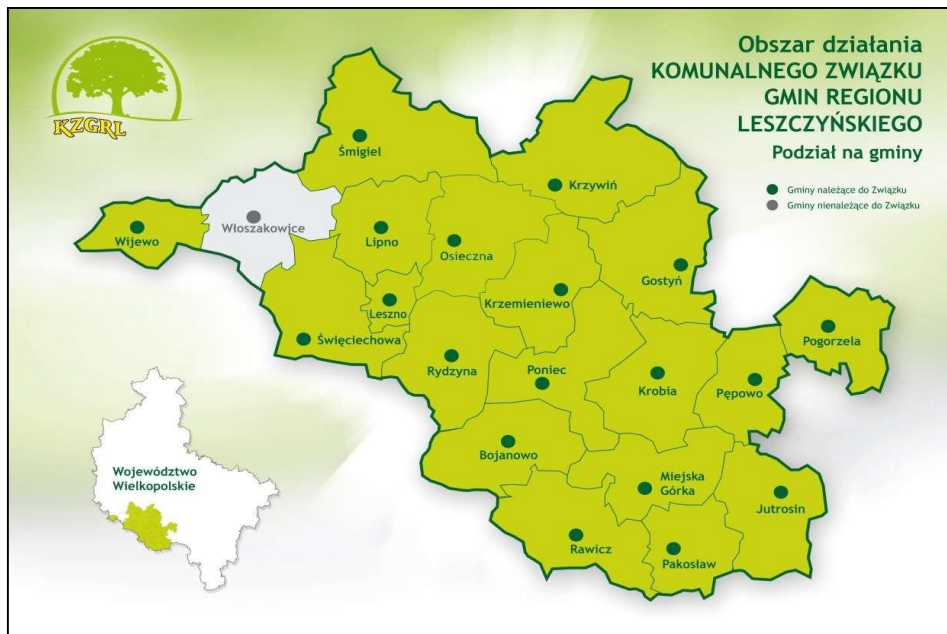 KZGRL
Obszar działania
KOMUNALNEGO ZWIĄZKU
GMIN REGIONU
LESZCZYŃSKIEGO
Podział na gminy
Gminy należące do Związku
Gminy nienależące do Związku
Śmigiel
Krzywiń
Włoszakowice
Wijewo
Lipno
Osieczna
Gostyń
Krzemieniewo
Leszno
Święciechowa
Pogorzela
Rydzyna
Poniec
Krobia
Pępowo
Bojanowo
Miejska
Górka
Jutrosin
Rawicz
Pakosław
Województwo
Wielkopolskie